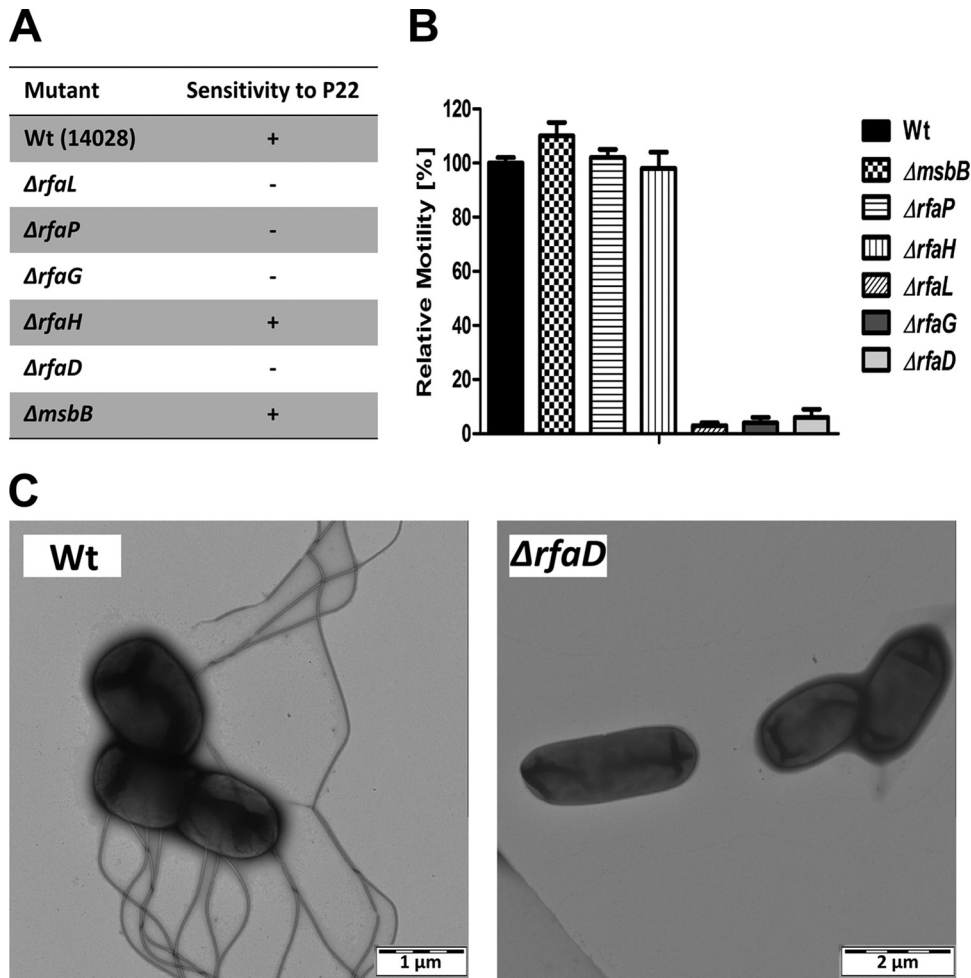 A
Mutant Sensitivity to P22
Wt (14028) +
ΔrfaL -
ΔrfaP -
ΔrfaG -
ΔrfaH +
ΔrfaD -
ΔmsbB +
B
Relative Motility [%]
120
100
80
60
40
20
0
Wt
ΔmsbB
ΔrfaP
ΔrfaH
ΔrfaL
ΔrfaG
ΔrfaD
C
Wt
1 µm
ΔrfaD
2 µm